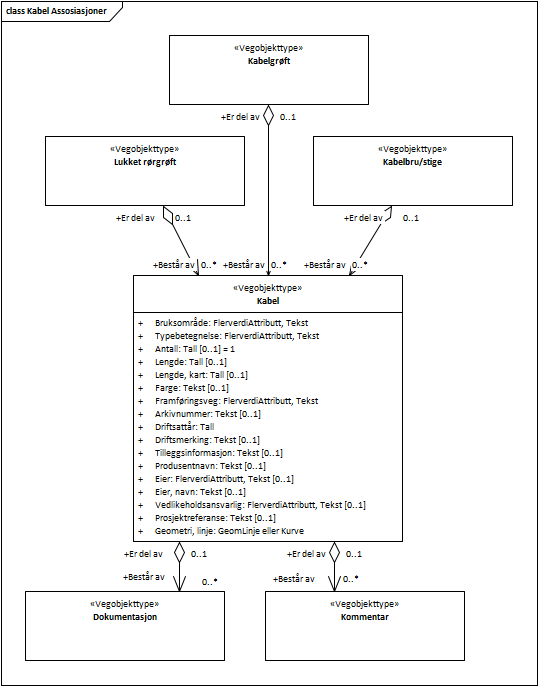 class Kabel Assosiasjoner
«Vegobjekttype»
Kabelgrøft
+Er del av 0..1
«Vegobjekttype»
Lukket rørgrøft
«Vegobjekttype»
Kabelbru/stige
+Er del av 0..1
+Er del av 0..1
+Består av 0..*
+Består av 0..*
+Består av 0..*
«Vegobjekttype»
Kabel
+ Bruksområde: FlerverdiAttributt, Tekst
+ Typebetegnelse: FlerverdiAttributt, Tekst
+ Antall: Tall [0..1] = 1
+ Lengde: Tall [0..1]
+ Lengde, kart: Tall [0..1]
+ Farge: Tekst [0..1]
+ Framføringsveg: FlerverdiAttributt, Tekst
+ Arkivnummer: Tekst [0..1]
+ Driftsattår: Tall
+ Driftsmerking: Tekst [0..1]
+ Tilleggsinformasjon: Tekst [0..1]
+ Produsentnavn: Tekst [0..1]
+ Eier: FlerverdiAttributt, Tekst [0..1]
+ Eier, navn: Tekst [0..1]
+ Vedlikeholdsansvarlig: FlerverdiAttributt, Tekst [0..1]
+ Prosjektreferanse: Tekst [0..1]
+ Geometri, linje: GeomLinje eller Kurve
+Er del av 0..1
+Er del av 0..1
+Består av 0..*
+Består av 0..*
«Vegobjekttype»
Dokumentasjon
«Vegobjekttype»
Kommentar